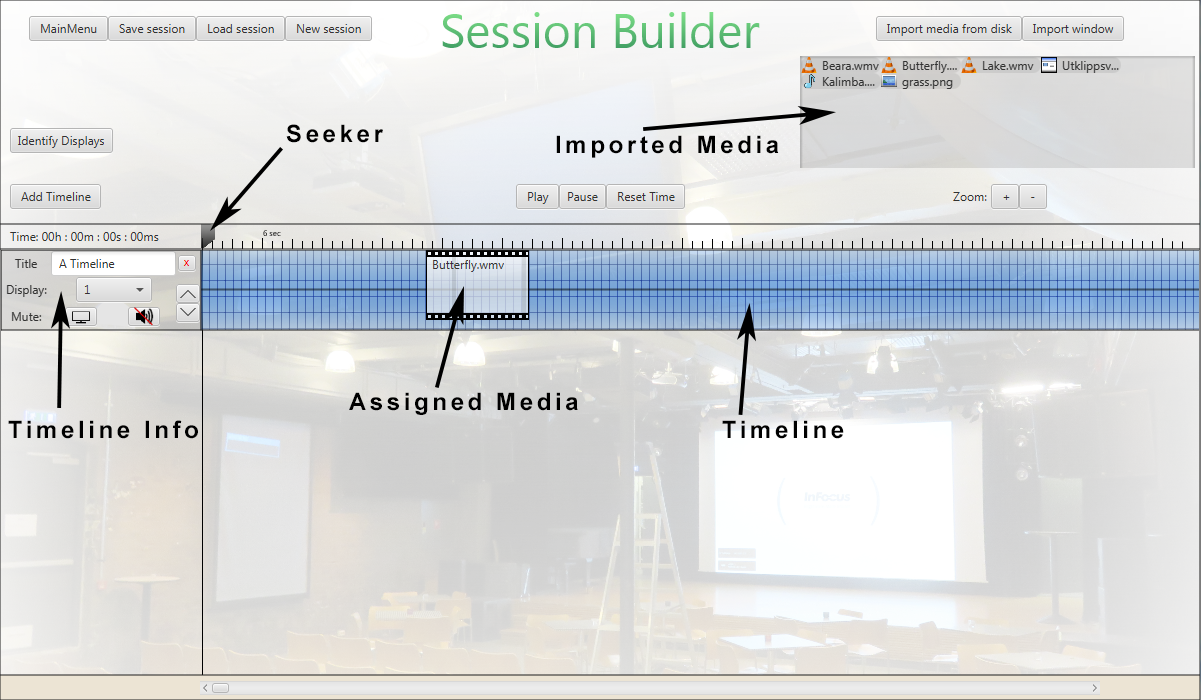 MainMenu Save session Load session New session
Session Builder
Import media from disk Import window
Beara.wmv Butterfly.... Lake.wmv Utklippsv...
Kalimba.... grass.png
Seeker
Imported Media
Identify Displays
Add Timeline
Play Pause Reset Time
Zoom: + -
Time: 00h : 00m : 00s : 00ms
6 sec
Title A Timeline x
Butterfly.wmv
Display: 1
Mute:
Assigned Media
Timeline Info
Timeline
InFocus